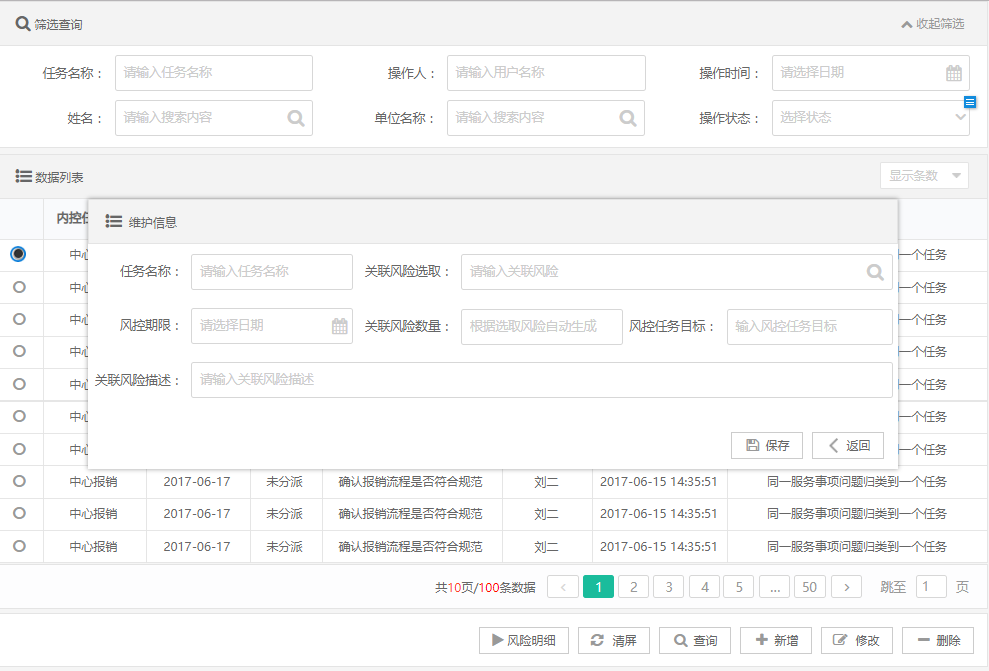 筛选查询 收起筛选
任务名称： 请输入任务名称 操作人： 请输入用户名称 操作时间： 请选择日期
姓名： 请输入搜索内容 单位名称： 请输入搜索内容 操作状态： 选择状态
数据列表 显示条数
内控任
维护信息
中心 一个任务
任务名称： 请输入任务名称 关联风险选取： 请输入关联风险
中心 一个任务
中心 一个任务
风控期限： 请选择日期 关联风险数量： 根据选取风险自动生成 风控任务目标： 输入风控任务目标
中心 一个任务
中心 一个任务
关联风险描述： 请输入关联风险描述
中心 一个任务
中心 一个任务
保存 返回
中心报销 2017-06-17 未分派 确认报销流程是否符合规范 刘二 2017-06-15 14:35:51 同一服务事项问题归类到一个任务
中心报销 2017-06-17 未分派 确认报销流程是否符合规范 刘二 2017-06-15 14:35:51 同一服务事项问题归类到一个任务
中心报销 2017-06-17 未分派 确认报销流程是否符合规范 刘二 2017-06-15 14:35:51 同一服务事项问题归类到一个任务
共10页/100条数据 < 1 2 3 4 5 ... 50 > 跳至 1 页
风险明细 清屏 查询 新增 修改 删除